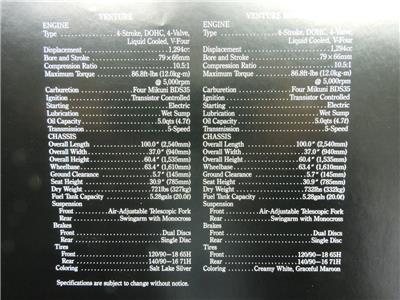 VENTURE
ENGINE
Type 4-Stroke, DOHC, 4-Valve,
Liquid Cooled, V-Four
Displacement 1,294cc
Bore and Stroke 79 × 66mm
Compression Ratio 10.5:1
Maximum Torque 86.8ft-lbs (12.0kg-m)
@ 5,000rpm
Carburetion Four Mikuni BDS35
Ignition Transistor Controlled
Starting Electric
Lubrication Wet Sump
Oil Capacity 5.0qts (4.7ℓ)
Transmission 5-Speed
CHASSIS
Overall Length 100.0" (2,540mm)
Overall Width 37.0" (940mm)
Overall Height 60.4" (1,535mm)
Wheelbase 63.4" (1,610mm)
Ground Clearance 5.7" (145mm)
Seat Height 30.9" (785mm)
Dry Weight 721lbs (327kg)
Fuel Tank Capacity 5.28gals (20.0ℓ)
Suspension
Front Air-Adjustable Telescopic Fork
Rear Swingarm with Monocross
Brakes
Front Dual Discs
Rear Single Disc
Tires
Front 120/90-18 65H
Rear 140/90-16 71H
Coloring Salt Lake Silver
Specifications are subject to change without notice.
VENTURE
ENGINE
Type 4-Stroke, DOHC, 4-Valve,
Liquid Cooled, V-Four
Displacement 1,294cc
Bore and Stroke 79 × 66mm
Compression Ratio 10.5:1
Maximum Torque 86.8ft-lbs (12.0kg-m)
@ 5,000rpm
Carburetion Four Mikuni BDS35
Ignition Transistor Controlled
Starting Electric
Lubrication Wet Sump
Oil Capacity 5.0qts (4.7ℓ)
Transmission 5-Speed
CHASSIS
Overall Length 100.0" (2,540mm)
Overall Width 37.0" (940mm)
Overall Height 60.4" (1,535mm)
Wheelbase 63.4" (1,610mm)
Ground Clearance 5.7" (145mm)
Seat Height 30.9" (785mm)
Dry Weight 732lbs (332kg)
Fuel Tank Capacity 5.28gals (20.0ℓ)
Suspension
Front Air-Adjustable Telescopic Fork
Rear Swingarm with Monocross
Brakes
Front Dual Discs
Rear Single Disc
Tires
Front 120/90-18 65H
Rear 140/90-16 71H
Coloring Creamy White, Graceful Maroon